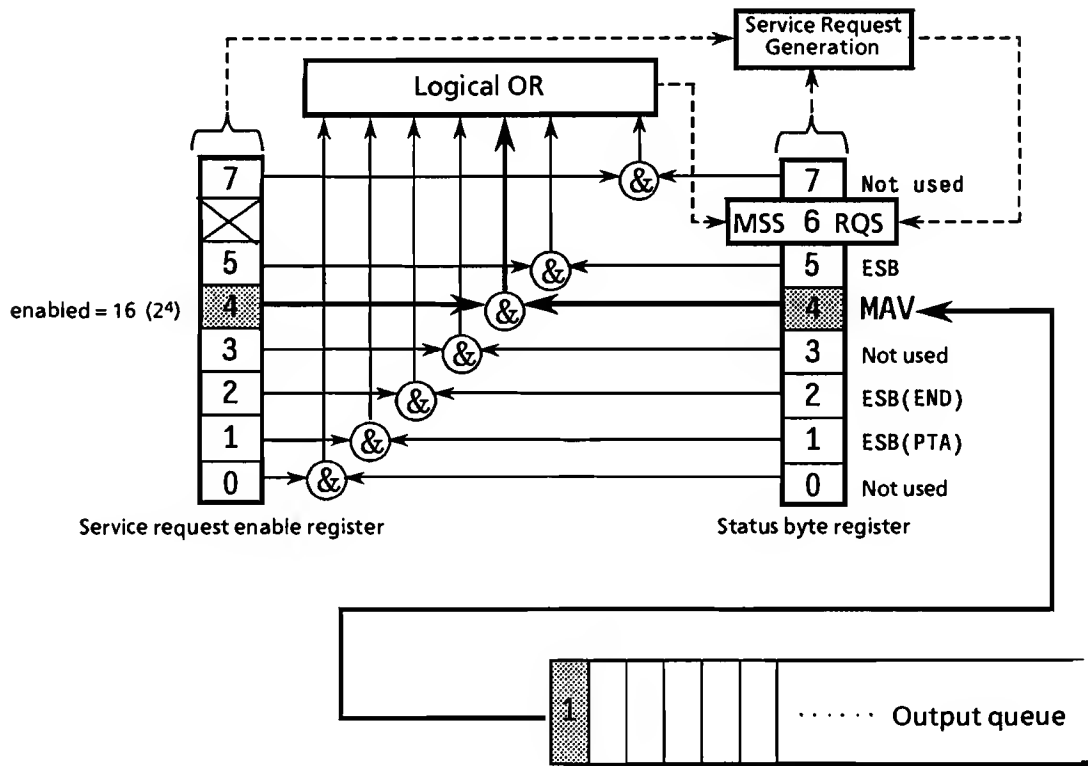 Service Request
Generation
Logical OR
7
&
7
Not used
MSS 6 RQS
5
&
5
ESB
enabled = 16 (2⁴)
4
&
4
MAV
3
&
3
Not used
2
&
2
ESB(END)
1
&
1
ESB(PTA)
0
&
0
Not used
Service request enable register
Status byte register
1
...... Output queue